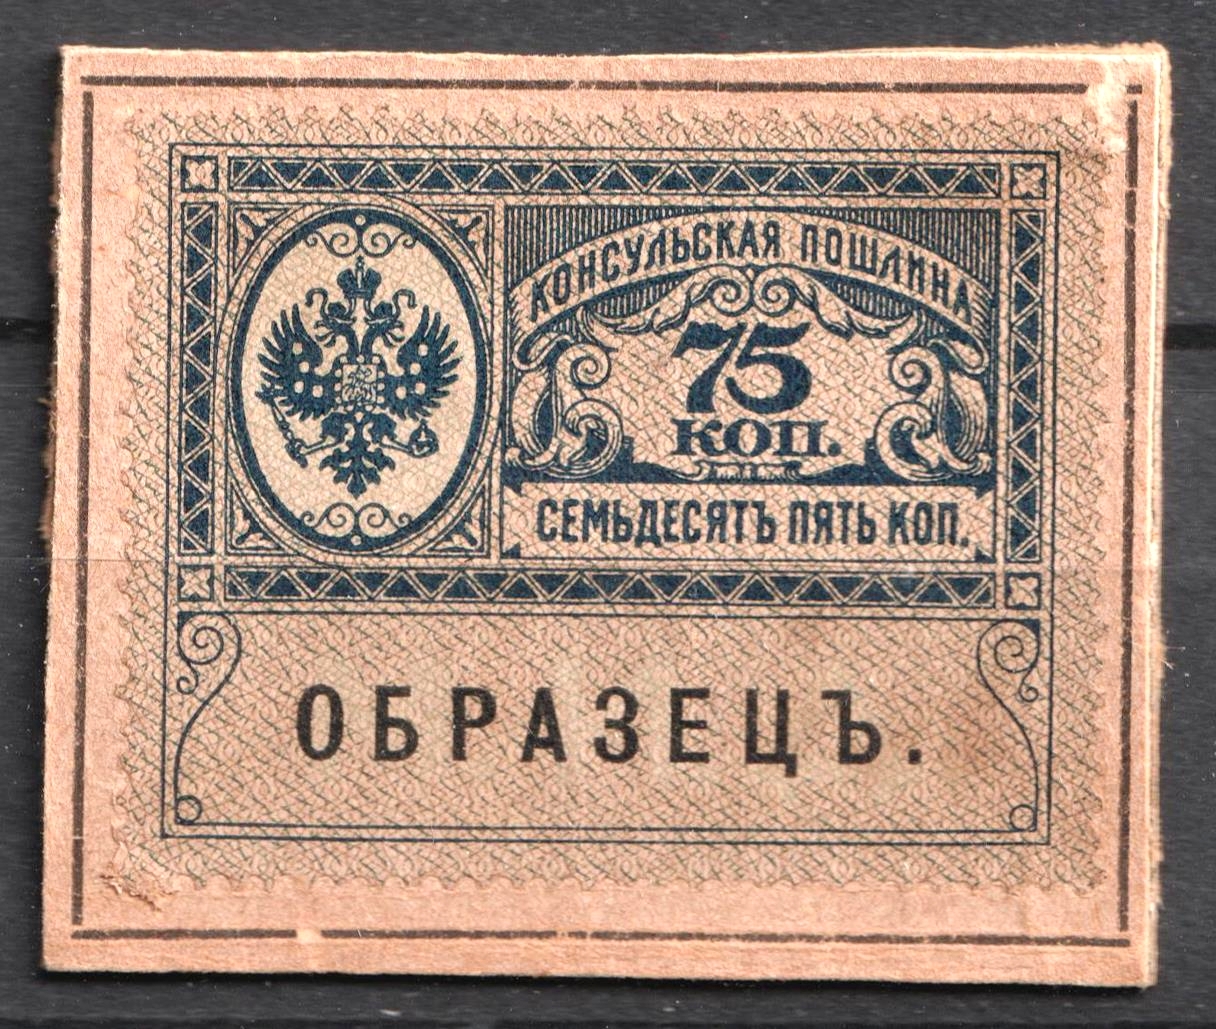 КОНСУЛЬСКАЯ ПОШЛИНА
75
КОП.
СЕМЬДЕСЯТЪ ПЯТЬ КОП.
ОБРАЗЕЦЪ.